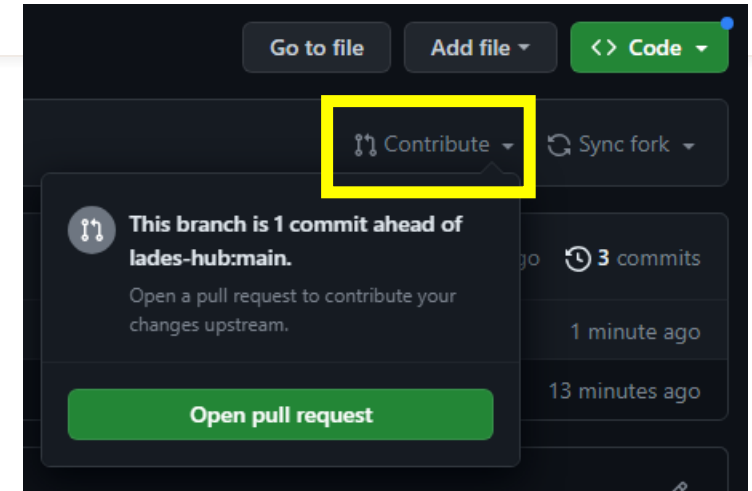 Go to file
Add file
<> Code
Contribute
Sync fork
This branch is 1 commit ahead of
lades-hub:main.
go
3 commits
Open a pull request to contribute your
changes upstream.
1 minute ago
13 minutes ago
Open pull request